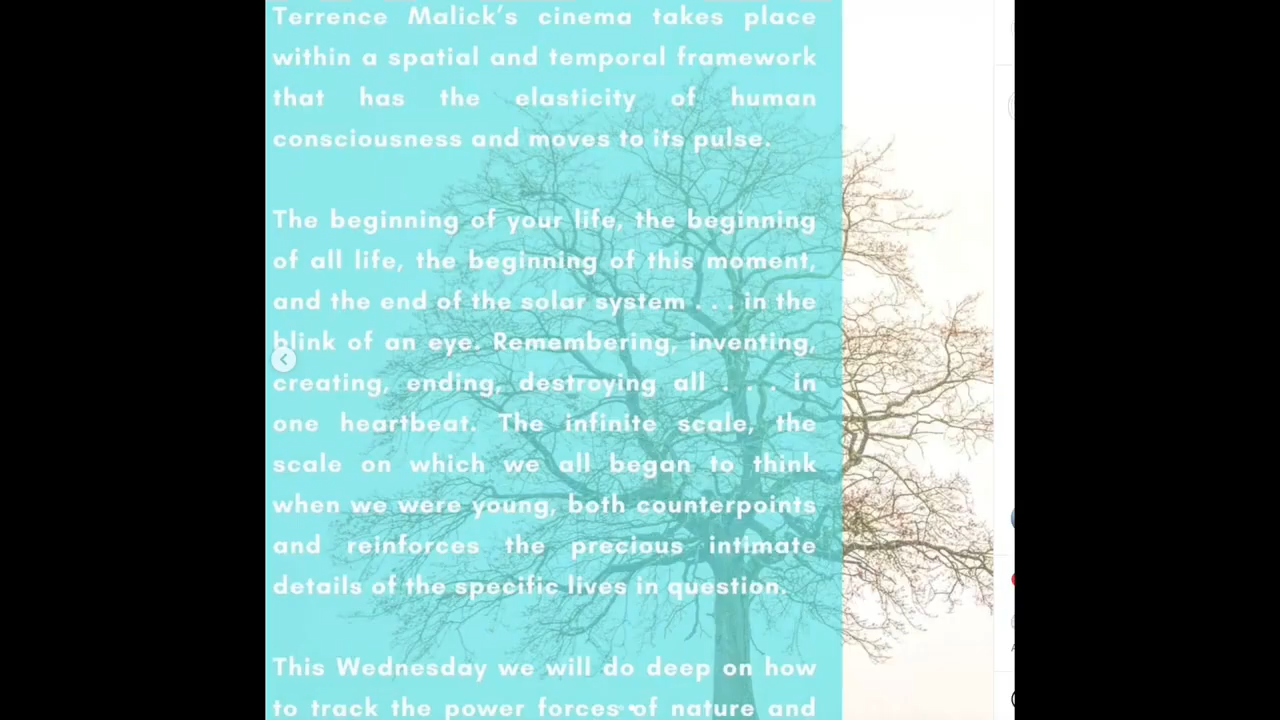 Terrence Malick’s cinema takes place
within a spatial and temporal framework
that has the elasticity of human
consciousness and moves to its pulse.
The beginning of your life, the beginning
of all life, the beginning of this moment,
and the end of the solar system . . . in the
blink of an eye. Remembering, inventing,
creating, ending, destroying all . . . in
one heartbeat. The infinite scale, the
scale on which we all began to think
when we were young, both counterpoints
and reinforces the precious intimate
details of the specific lives in question.
This Wednesday we will do deep on how
to track the power forces of nature and